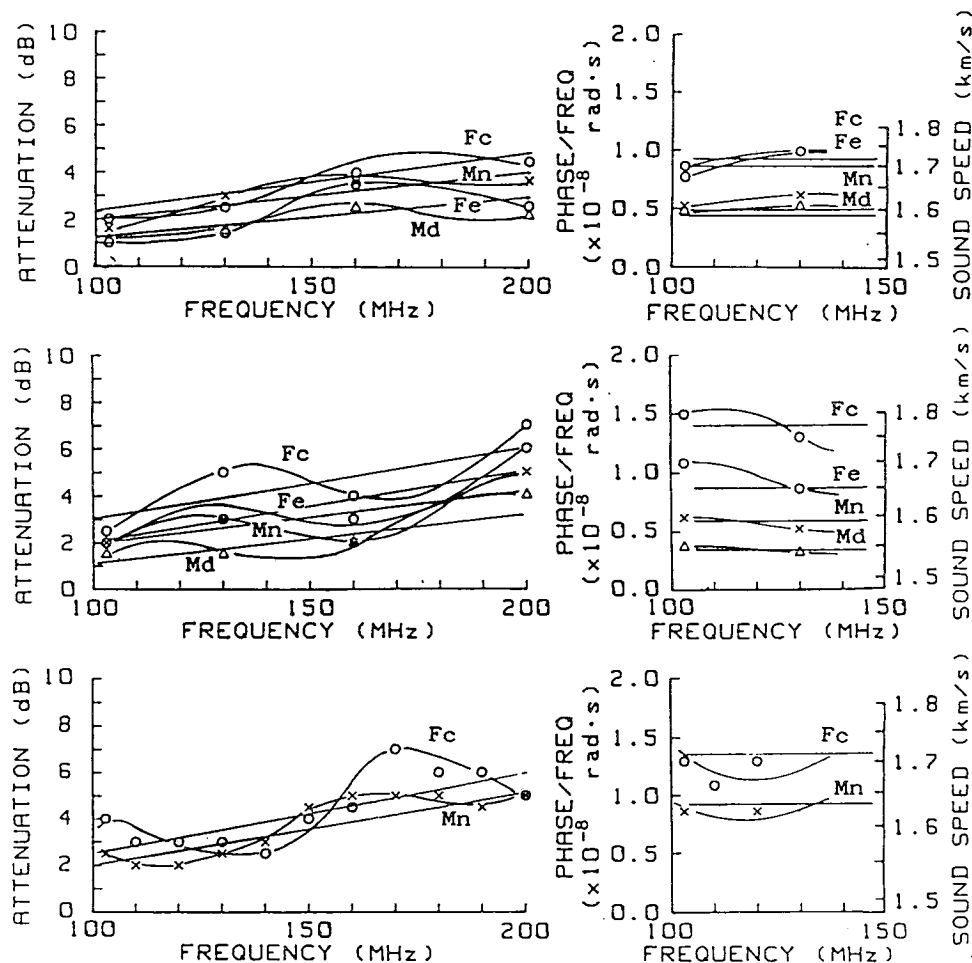 ATTENUATION (dB)
10
8
6
4
2
0
Fc
Mn
Fe
Md
100
150
200
FREQUENCY (MHz)
PHASE/FREQ
(x10-8 rad·s)
2.0
1.5
1.0
0.5
0.0
Fc
Fe
Mn
Md
100
150
FREQUENCY (MHz)
1.8
1.7
1.6
1.5
SOUND SPEED (km/s)
ATTENUATION (dB)
10
8
6
4
2
0
Fc
Fe
Mn
Md
100
150
200
FREQUENCY (MHz)
PHASE/FREQ
(x10-8 rad·s)
2.0
1.5
1.0
0.5
0.0
Fc
Fe
Mn
Md
100
150
FREQUENCY (MHz)
1.8
1.7
1.6
1.5
SOUND SPEED (km/s)
ATTENUATION (dB)
10
8
6
4
2
0
Fc
Mn
100
150
200
FREQUENCY (MHz)
PHASE/FREQ
(x10-8 rad·s)
2.0
1.5
1.0
0.5
0.0
Fc
Mn
100
150
FREQUENCY (MHz)
1.8
1.7
1.6
1.5
SOUND SPEED (km/s)